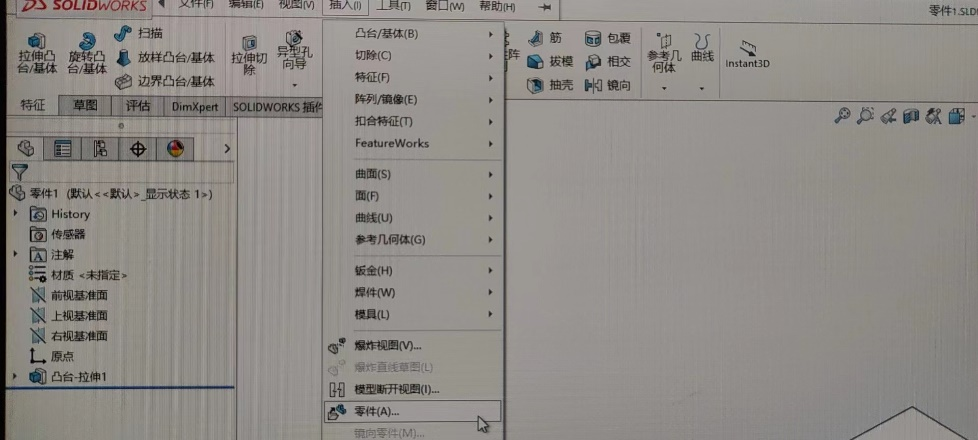 SOLIDWORKS 文件(F) 编辑(E) 视图(V) 插入(I) 工具(T) 窗口(W) 帮助(H)
零件1.SLD
拉伸凸台/基体
旋转凸台/基体
扫描
放样凸台/基体
边界凸台/基体
拉伸切除
异型孔向导
阵
筋
拔模
抽壳
包覆
相交
镜向
参考几何体
曲线
Instant3D
特征 草图 评估 DimXpert SOLIDWORKS 插件
零件1 (默认<<默认>_显示状态 1>)
History
传感器
注解
材质 <未指定>
前视基准面
上视基准面
右视基准面
原点
凸台-拉伸1
凸台/基体(B)
切除(C)
特征(F)
阵列/镜像(E)
扣合特征(T)
FeatureWorks
曲面(S)
面(F)
曲线(U)
参考几何体(G)
钣金(H)
焊件(W)
模具(L)
爆炸视图(V)...
爆炸直线草图(L)
模型断开视图(I)...
零件(A)...
镜向零件(M)...